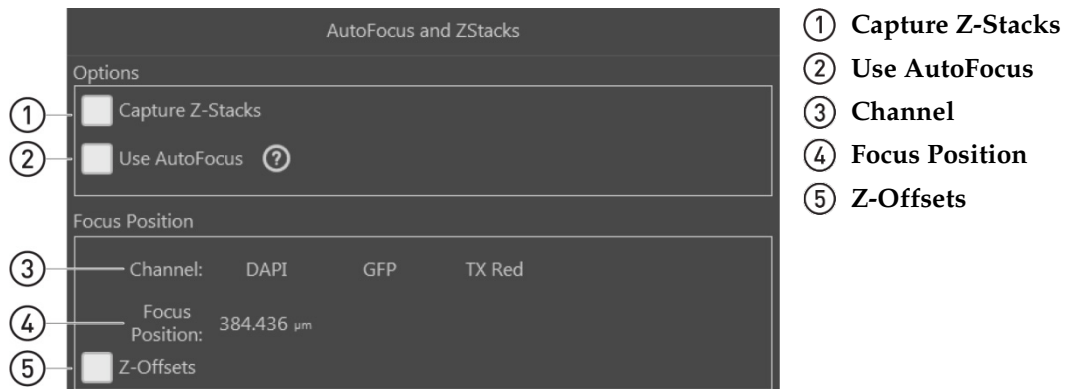 AutoFocus and ZStacks
Options
① Capture Z-Stacks
② Use AutoFocus ?
Focus Position
③ Channel: DAPI GFP TX Red
④ Focus Position: 384.436 µm
⑤ Z-Offsets
① Capture Z-Stacks
② Use AutoFocus
③ Channel
④ Focus Position
⑤ Z-Offsets